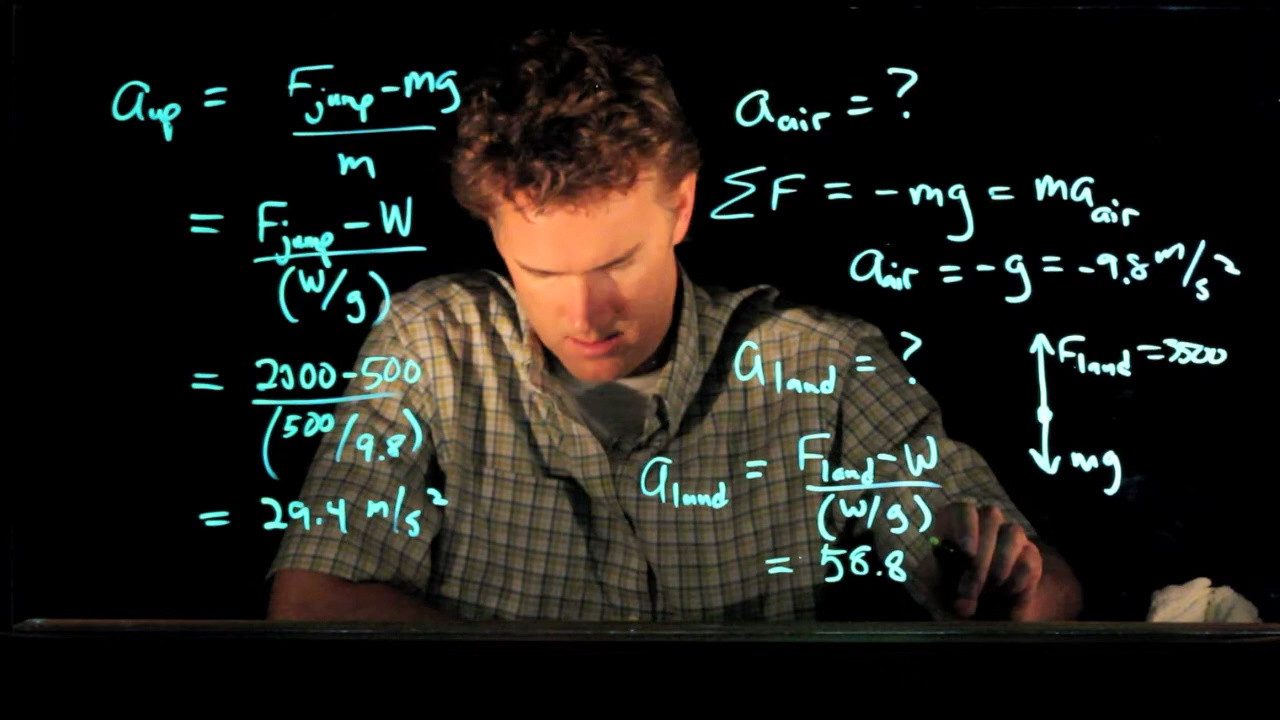 a_up = (F_jump - mg) / m
= (F_jump - W) / (W/g)
= (2000 - 500) / (500/9.8)
= 29.4 m/s²
a_air = ?
ΣF = -mg = ma_air
a_air = -g = -9.8 m/s²
a_land = ?
F_land = 3500
mg
a_land = (F_land - W) / (W/g)
= 58.8